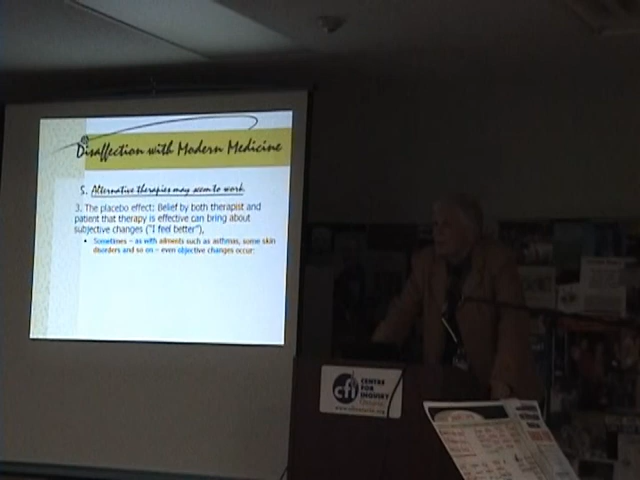 Disaffection with Modern Medicine
5. Alternative therapies may seem to work.
3. The placebo effect: Belief by both therapist and
patient that therapy is effective can bring about
subjective changes ("I feel better"),
• Sometimes – as with ailments such as asthmas, some skin
disorders and so on – even objective changes occur:
cfi
CENTRE
FOR
INQUIRY
Ontario